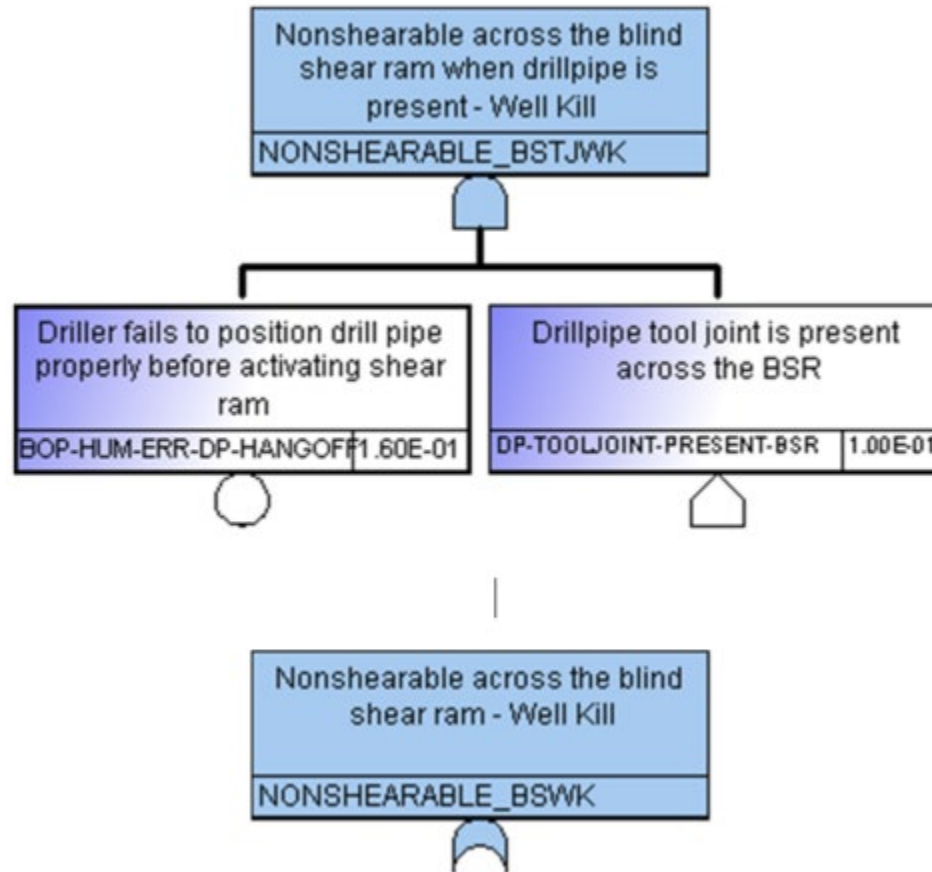 Nonshearable across the blind
shear ram when drillpipe is
present - Well Kill
NONSHEARABLE_BSTJWK
Driller fails to position drill pipe
properly before activating shear
ram
BOP-HUM-ERR-DP-HANGOFF 1.60E-01
Drillpipe tool joint is present
across the BSR
DP-TOOLJOINT-PRESENT-BSR 1.00E-01
Nonshearable across the blind
shear ram - Well Kill
NONSHEARABLE_BSWK